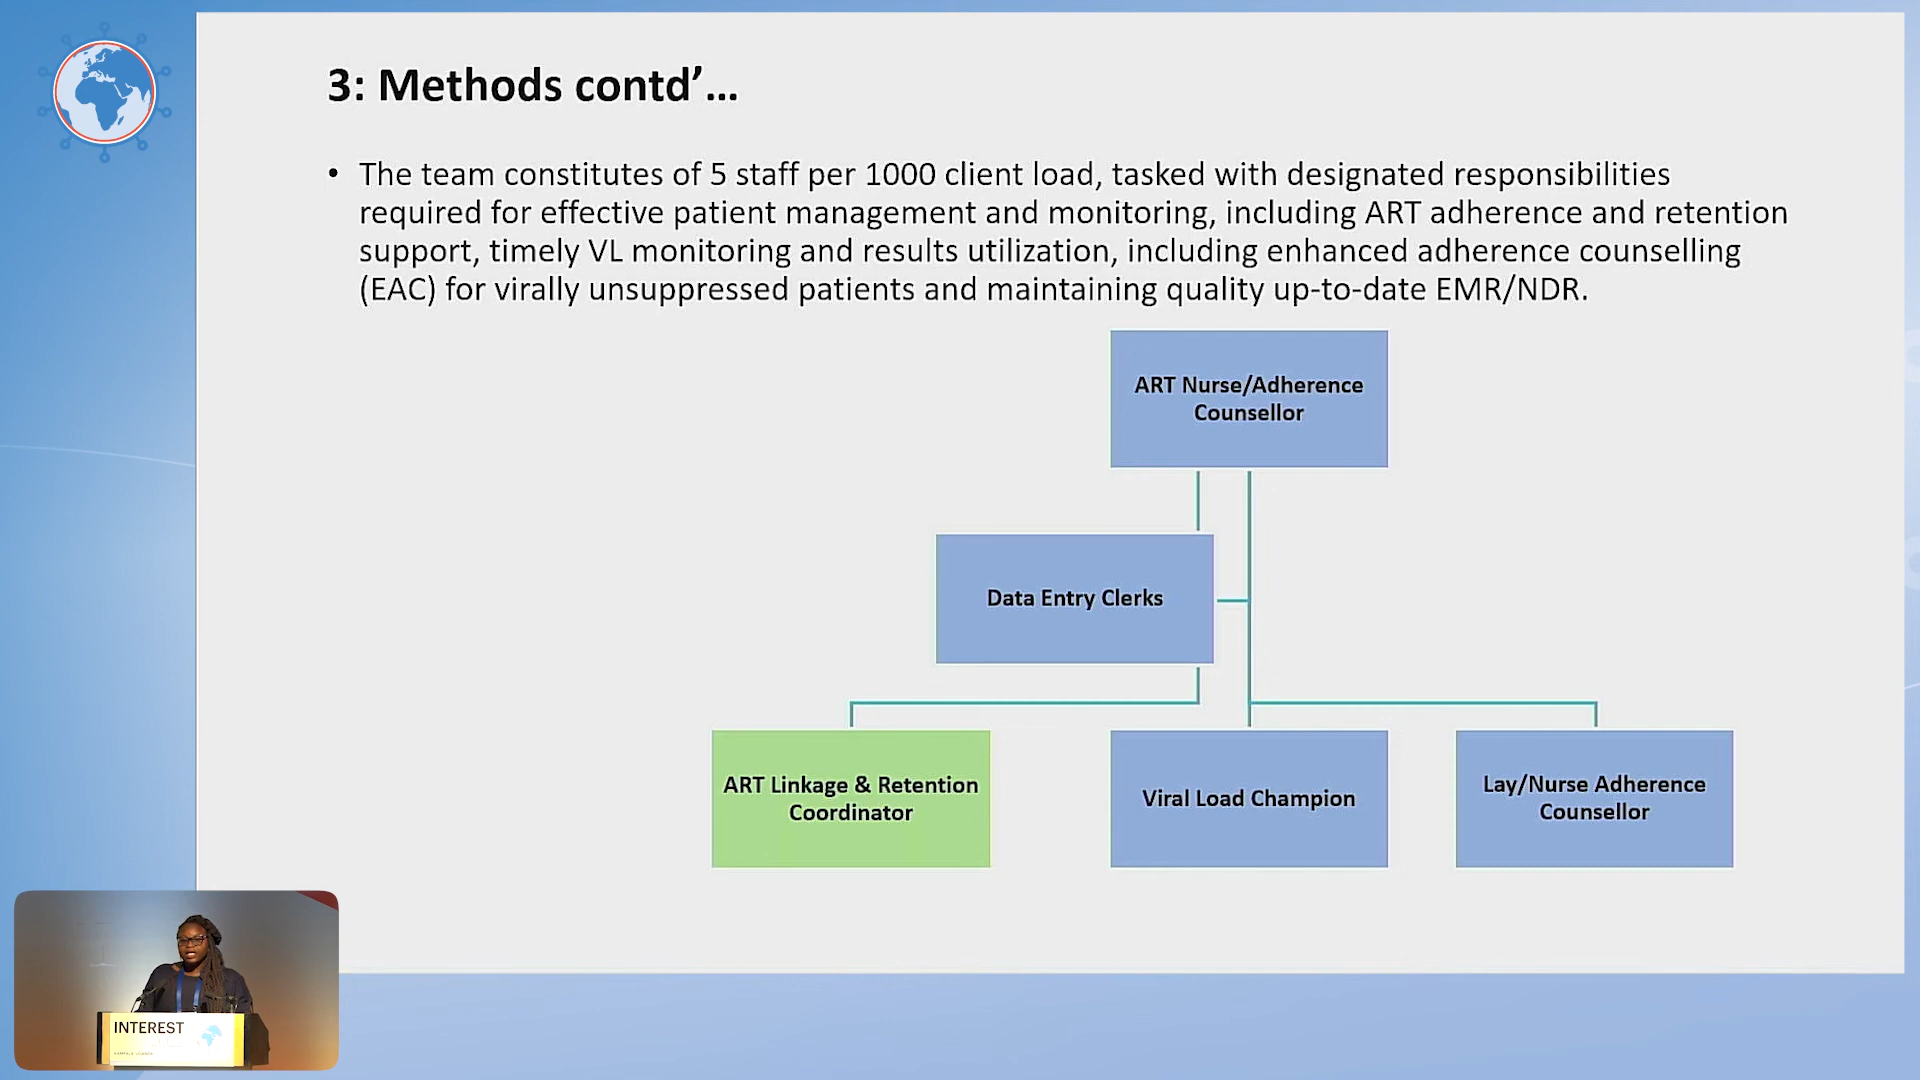 3: Methods contd’...
• The team constitutes of 5 staff per 1000 client load, tasked with designated responsibilities
required for effective patient management and monitoring, including ART adherence and retention
support, timely VL monitoring and results utilization, including enhanced adherence counselling
(EAC) for virally unsuppressed patients and maintaining quality up-to-date EMR/NDR.
ART Nurse/Adherence
Counsellor
Data Entry Clerks
ART Linkage & Retention
Coordinator
Viral Load Champion
Lay/Nurse Adherence
Counsellor
INTEREST